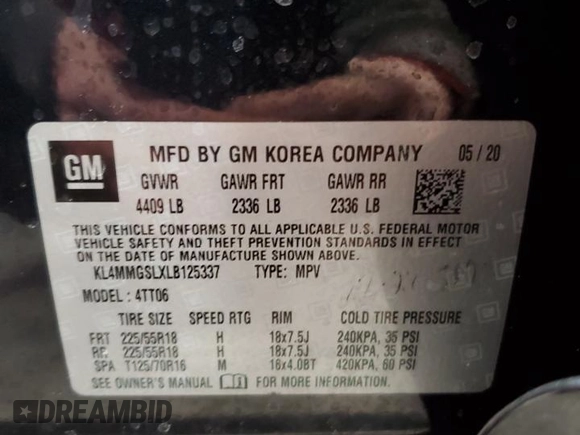 GM
MFD BY GM KOREA COMPANY 05/20
GVWR GAWR FRT GAWR RR
4409 LB 2336 LB 2336 LB
THIS VEHICLE CONFORMS TO ALL APPLICABLE U.S. FEDERAL MOTOR
VEHICLE SAFETY AND THEFT PREVENTION STANDARDS IN EFFECT
ON THE DATE OF MANUFACTURE SHOWN ABOVE.
KL4MMGSLXLB125337 TYPE: MPV
MODEL: 4TT06
TIRE SIZE SPEED RTG RIM COLD TIRE PRESSURE
FRT 225/55R18 H 18x7.5J 240KPA, 35 PSI
RR 225/55R18 H 18x7.5J 240KPA, 35 PSI
SPA T125/70R16 M 16x4.0BT 420KPA, 60 PSI
SEE OWNER'S MANUAL FOR MORE INFORMATION
DREAMBID